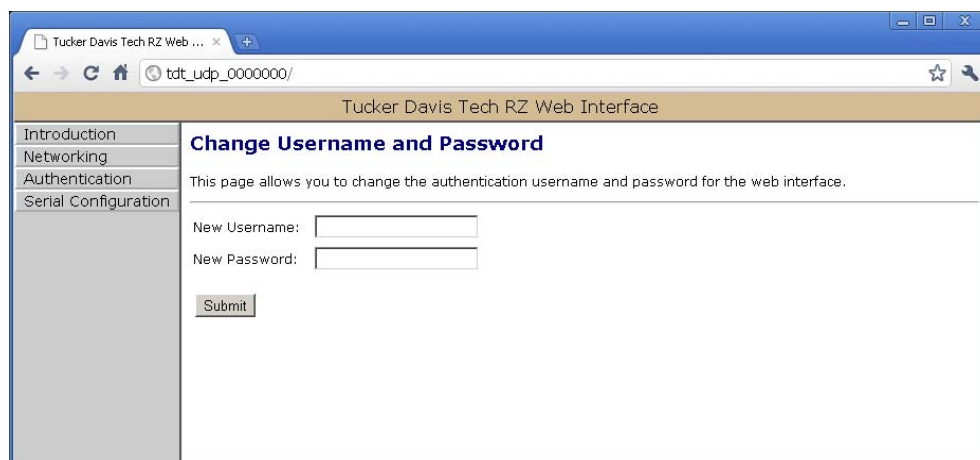 Tucker Davis Tech RZ Web ...
tdt_udp_0000000/
Tucker Davis Tech RZ Web Interface
Introduction
Networking
Authentication
Serial Configuration
Change Username and Password
This page allows you to change the authentication username and password for the web interface.
New Username:
New Password:
Submit